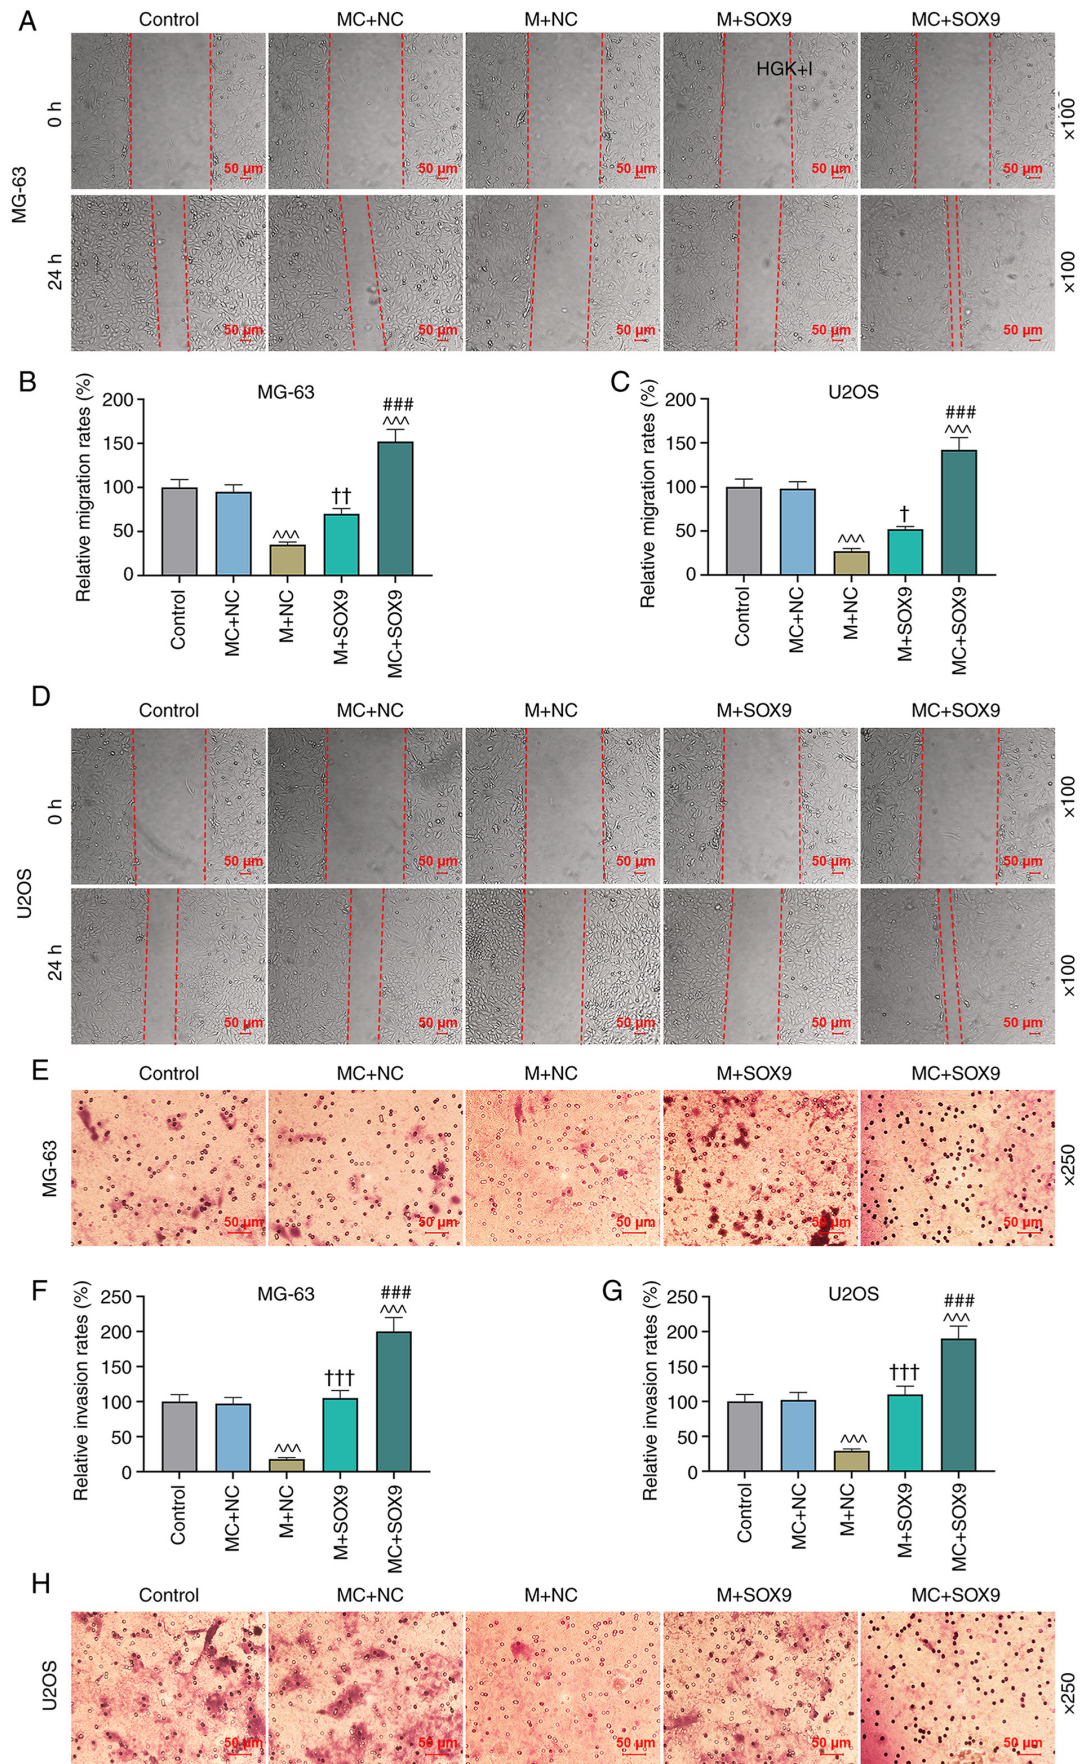 A
Control MC+NC M+NC M+SOX9 MC+SOX9
MG-63
0 h
HGK+I
50 µm 50 µm 50 µm 50 µm 50 µm
×100
24 h
50 µm 50 µm 50 µm 50 µm 50 µm
×100
B
MG-63
Relative migration rates (%)
200
150
100
50
0
^^^
††
###
^^^
Control MC+NC M+NC M+SOX9 MC+SOX9
C
U2OS
Relative migration rates (%)
200
150
100
50
0
^^^
†
###
^^^
Control MC+NC M+NC M+SOX9 MC+SOX9
D
Control MC+NC M+NC M+SOX9 MC+SOX9
U2OS
0 h
50 µm 50 µm 50 µm 50 µm 50 µm
×100
24 h
50 µm 50 µm 50 µm 50 µm 50 µm
×100
E
Control MC+NC M+NC M+SOX9 MC+SOX9
MG-63
50 µm 50 µm 50 µm 50 µm 50 µm
×250
F
MG-63
Relative invasion rates (%)
250
200
150
100
50
0
^^^
†††
###
^^^
Control MC+NC M+NC M+SOX9 MC+SOX9
G
U2OS
Relative invasion rates (%)
250
200
150
100
50
0
^^^
†††
###
^^^
Control MC+NC M+NC M+SOX9 MC+SOX9
H
Control MC+NC M+NC M+SOX9 MC+SOX9
U2OS
50 µm 50 µm 50 µm 50 µm 50 µm
×250